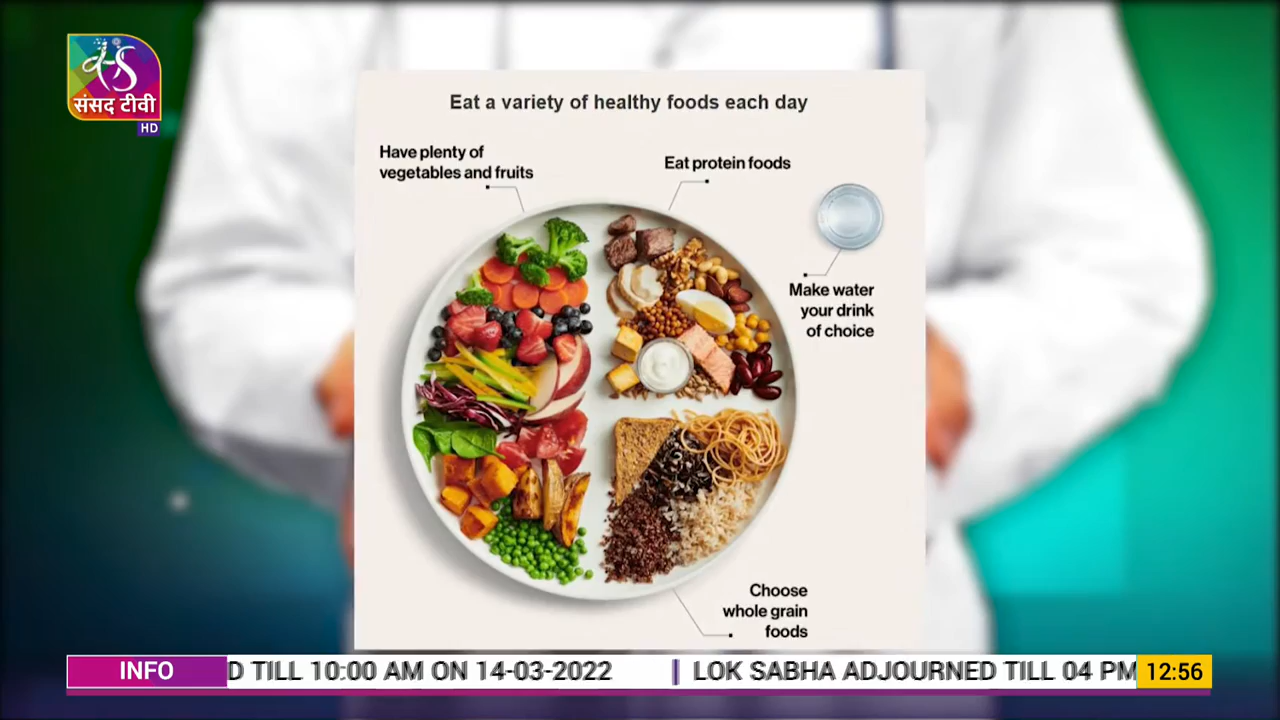 संसद टीवी
HD
Eat a variety of healthy foods each day
Have plenty of
vegetables and fruits
Eat protein foods
Make water
your drink
of choice
Choose
whole grain
foods
INFO
D TILL 10:00 AM ON 14-03-2022 | LOK SABHA ADJOURNED TILL 04 PM
12:56